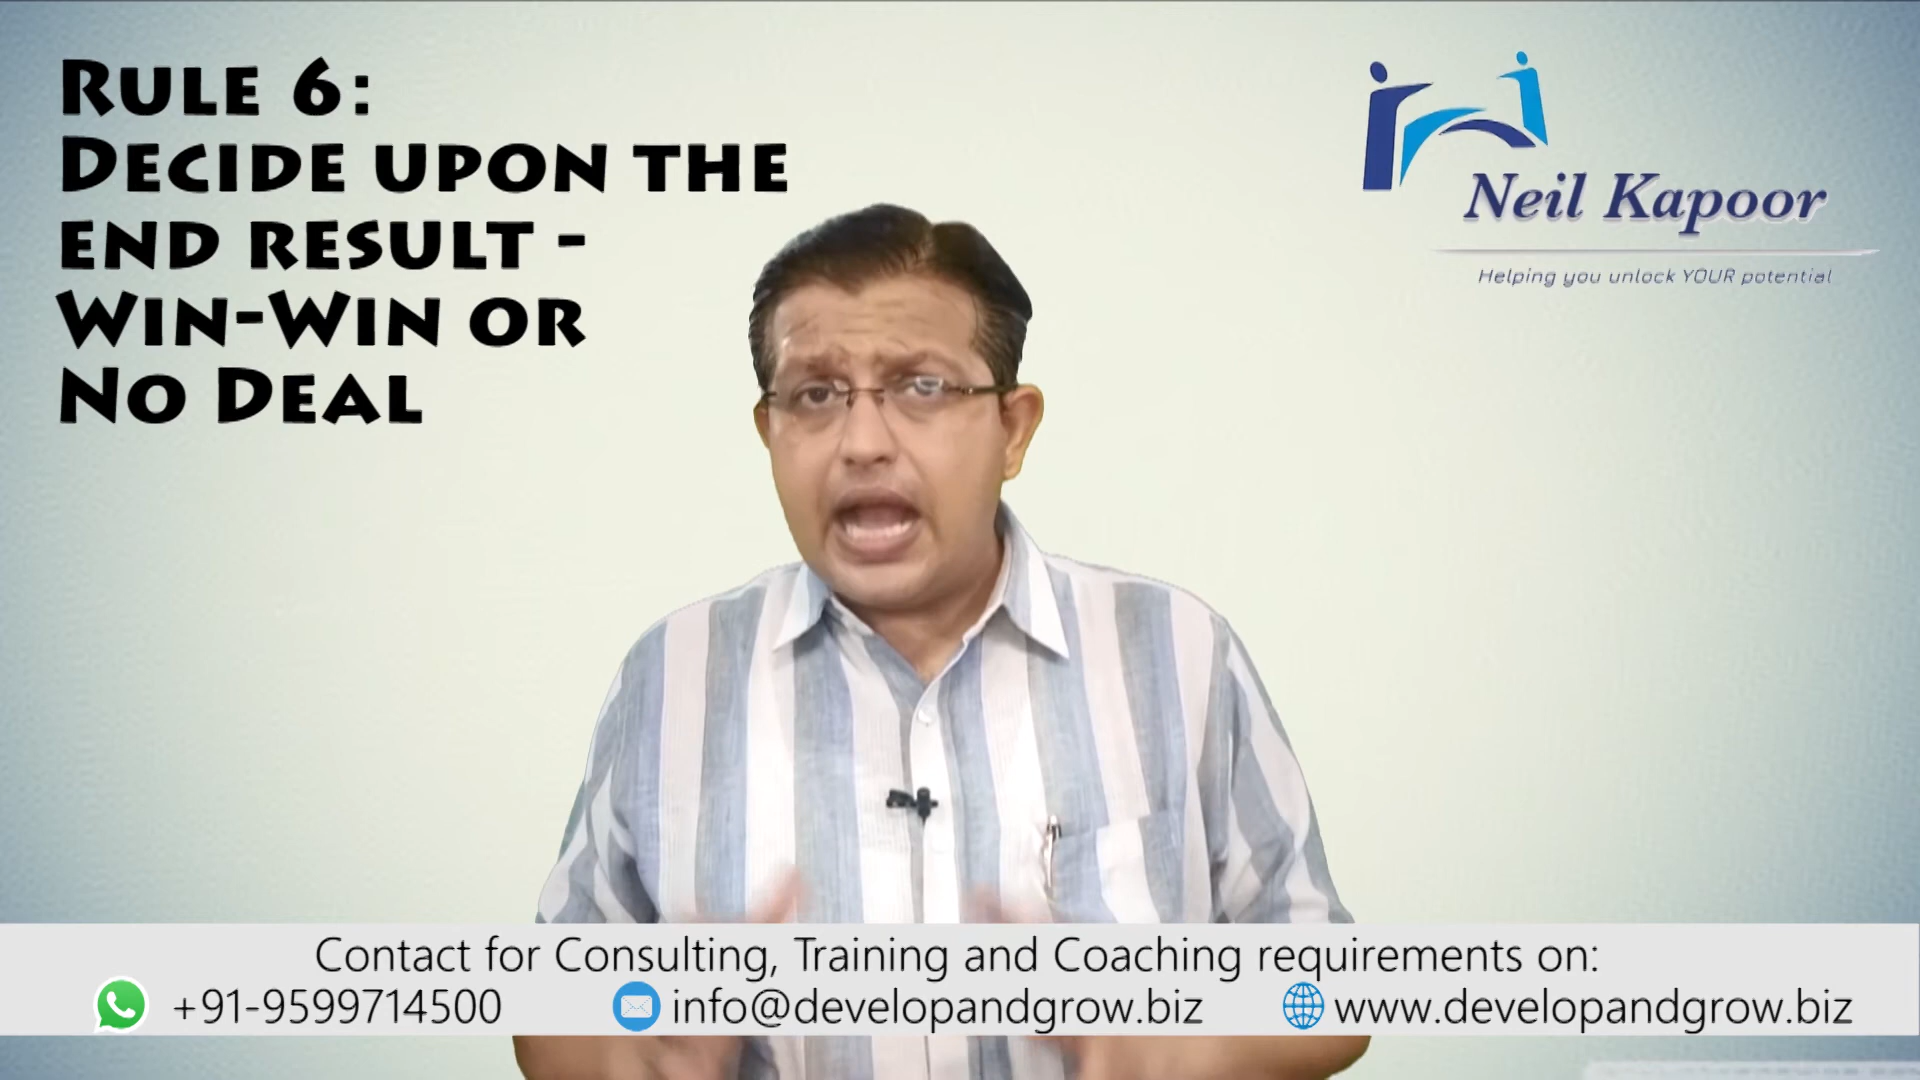 RULE 6:
DECIDE UPON THE
END RESULT -
WIN-WIN OR
NO DEAL
Neil Kapoor
Helping you unlock YOUR potential
Contact for Consulting, Training and Coaching requirements on:
+91-9599714500 info@developandgrow.biz www.developandgrow.biz